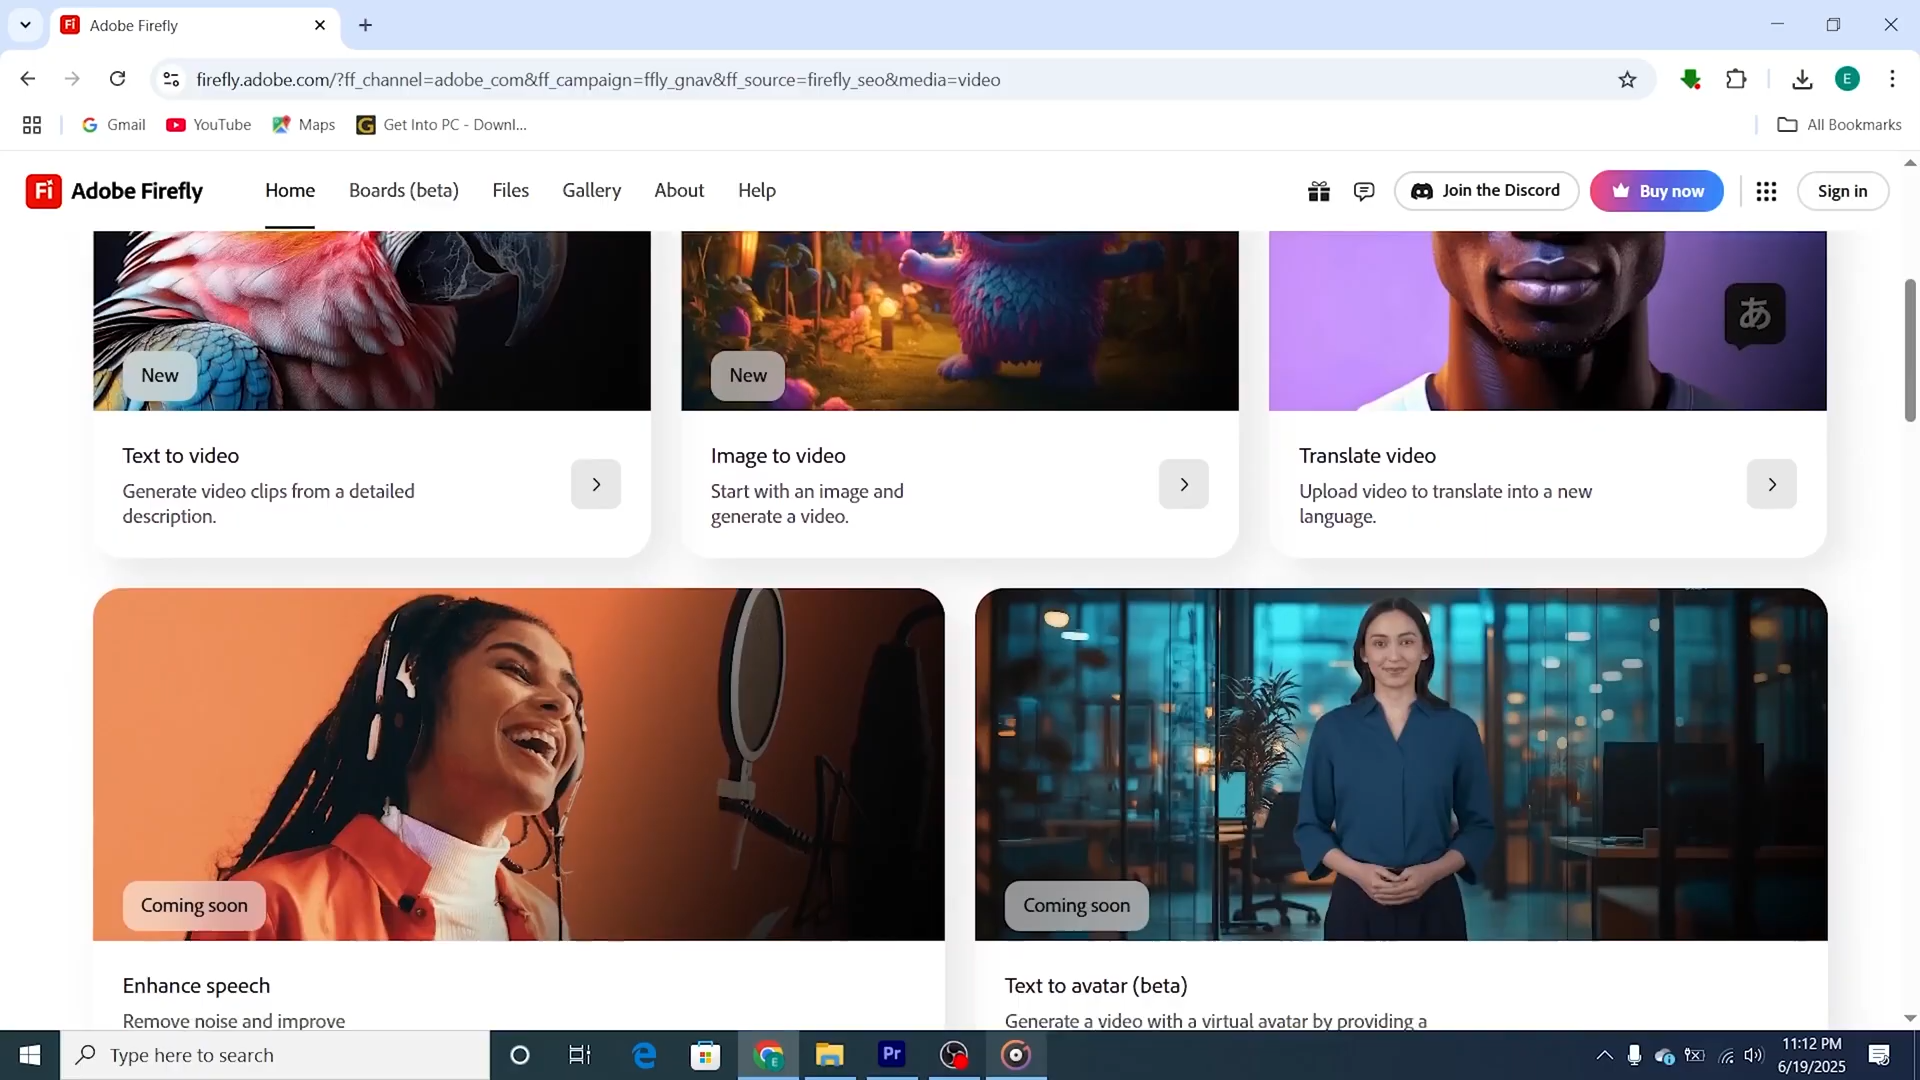 Adobe Firefly
firefly.adobe.com/?ff_channel=adobe_com&ff_campaign=ffly_gnav&ff_source=firefly_seo&media=video
E
Gmail
YouTube
Maps
Get Into PC - Downl...
All Bookmarks
Fi Adobe Firefly
Home
Boards (beta)
Files
Gallery
About
Help
Join the Discord
Buy now
Sign in
あ
New
New
Text to video
Generate video clips from a detailed
description.
Image to video
Start with an image and
generate a video.
Translate video
Upload video to translate into a new
language.
Coming soon
Coming soon
Enhance speech
Remove noise and improve
Text to avatar (beta)
Generate a video with a virtual avatar by providing a
Type here to search
E
Pr
11:12 PM
6/19/2025